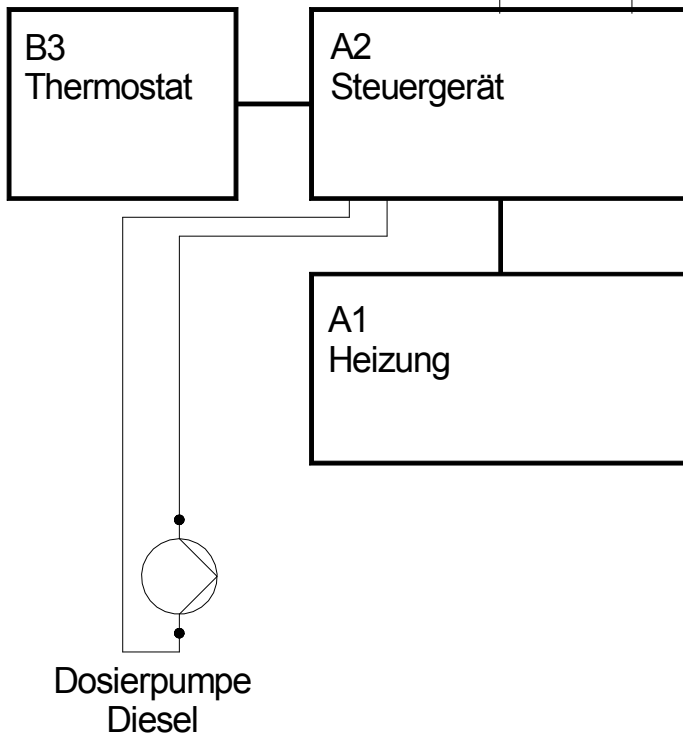 B3
Thermostat
A2
Steuergerät
A1
Heizung
Dosierpumpe
Diesel